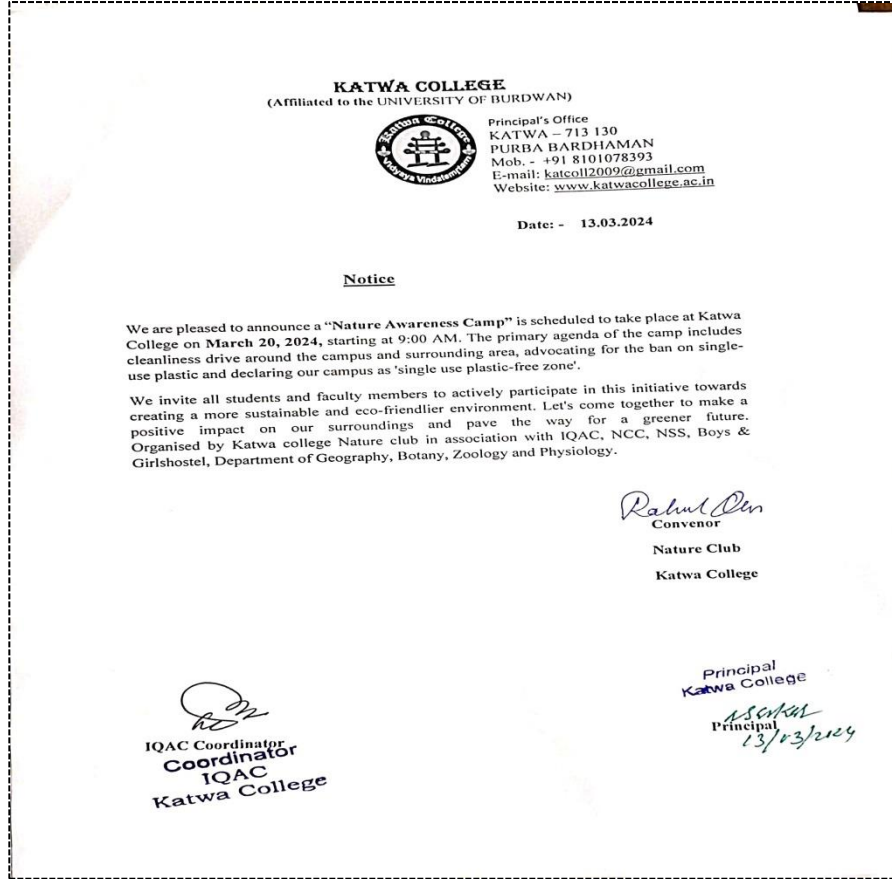 KATWA COLLEGE
(Affiliated to the UNIVERSITY OF BURDWAN)
Katwa College
Vidyaya Vindatemrtam
Principal's Office
KATWA – 713 130
PURBA BARDHAMAN
Mob. - +91 8101078393
E-mail: katcoll2009@gmail.com
Website: www.katwacollege.ac.in
Date: - 13.03.2024
Notice
We are pleased to announce a “Nature Awareness Camp” is scheduled to take place at Katwa
College on March 20, 2024, starting at 9:00 AM. The primary agenda of the camp includes
cleanliness drive around the campus and surrounding area, advocating for the ban on single-
use plastic and declaring our campus as 'single use plastic-free zone'.
We invite all students and faculty members to actively participate in this initiative towards
creating a more sustainable and eco-friendlier environment. Let's come together to make a
positive impact on our surroundings and pave the way for a greener future.
Organised by Katwa college Nature club in association with IQAC, NCC, NSS, Boys &
Girlshostel, Department of Geography, Botany, Zoology and Physiology.
Convenor
Nature Club
Katwa College
Principal
Katwa College
Principal
13/03/2024
IQAC Coordinator
Coordinator
IQAC
Katwa College